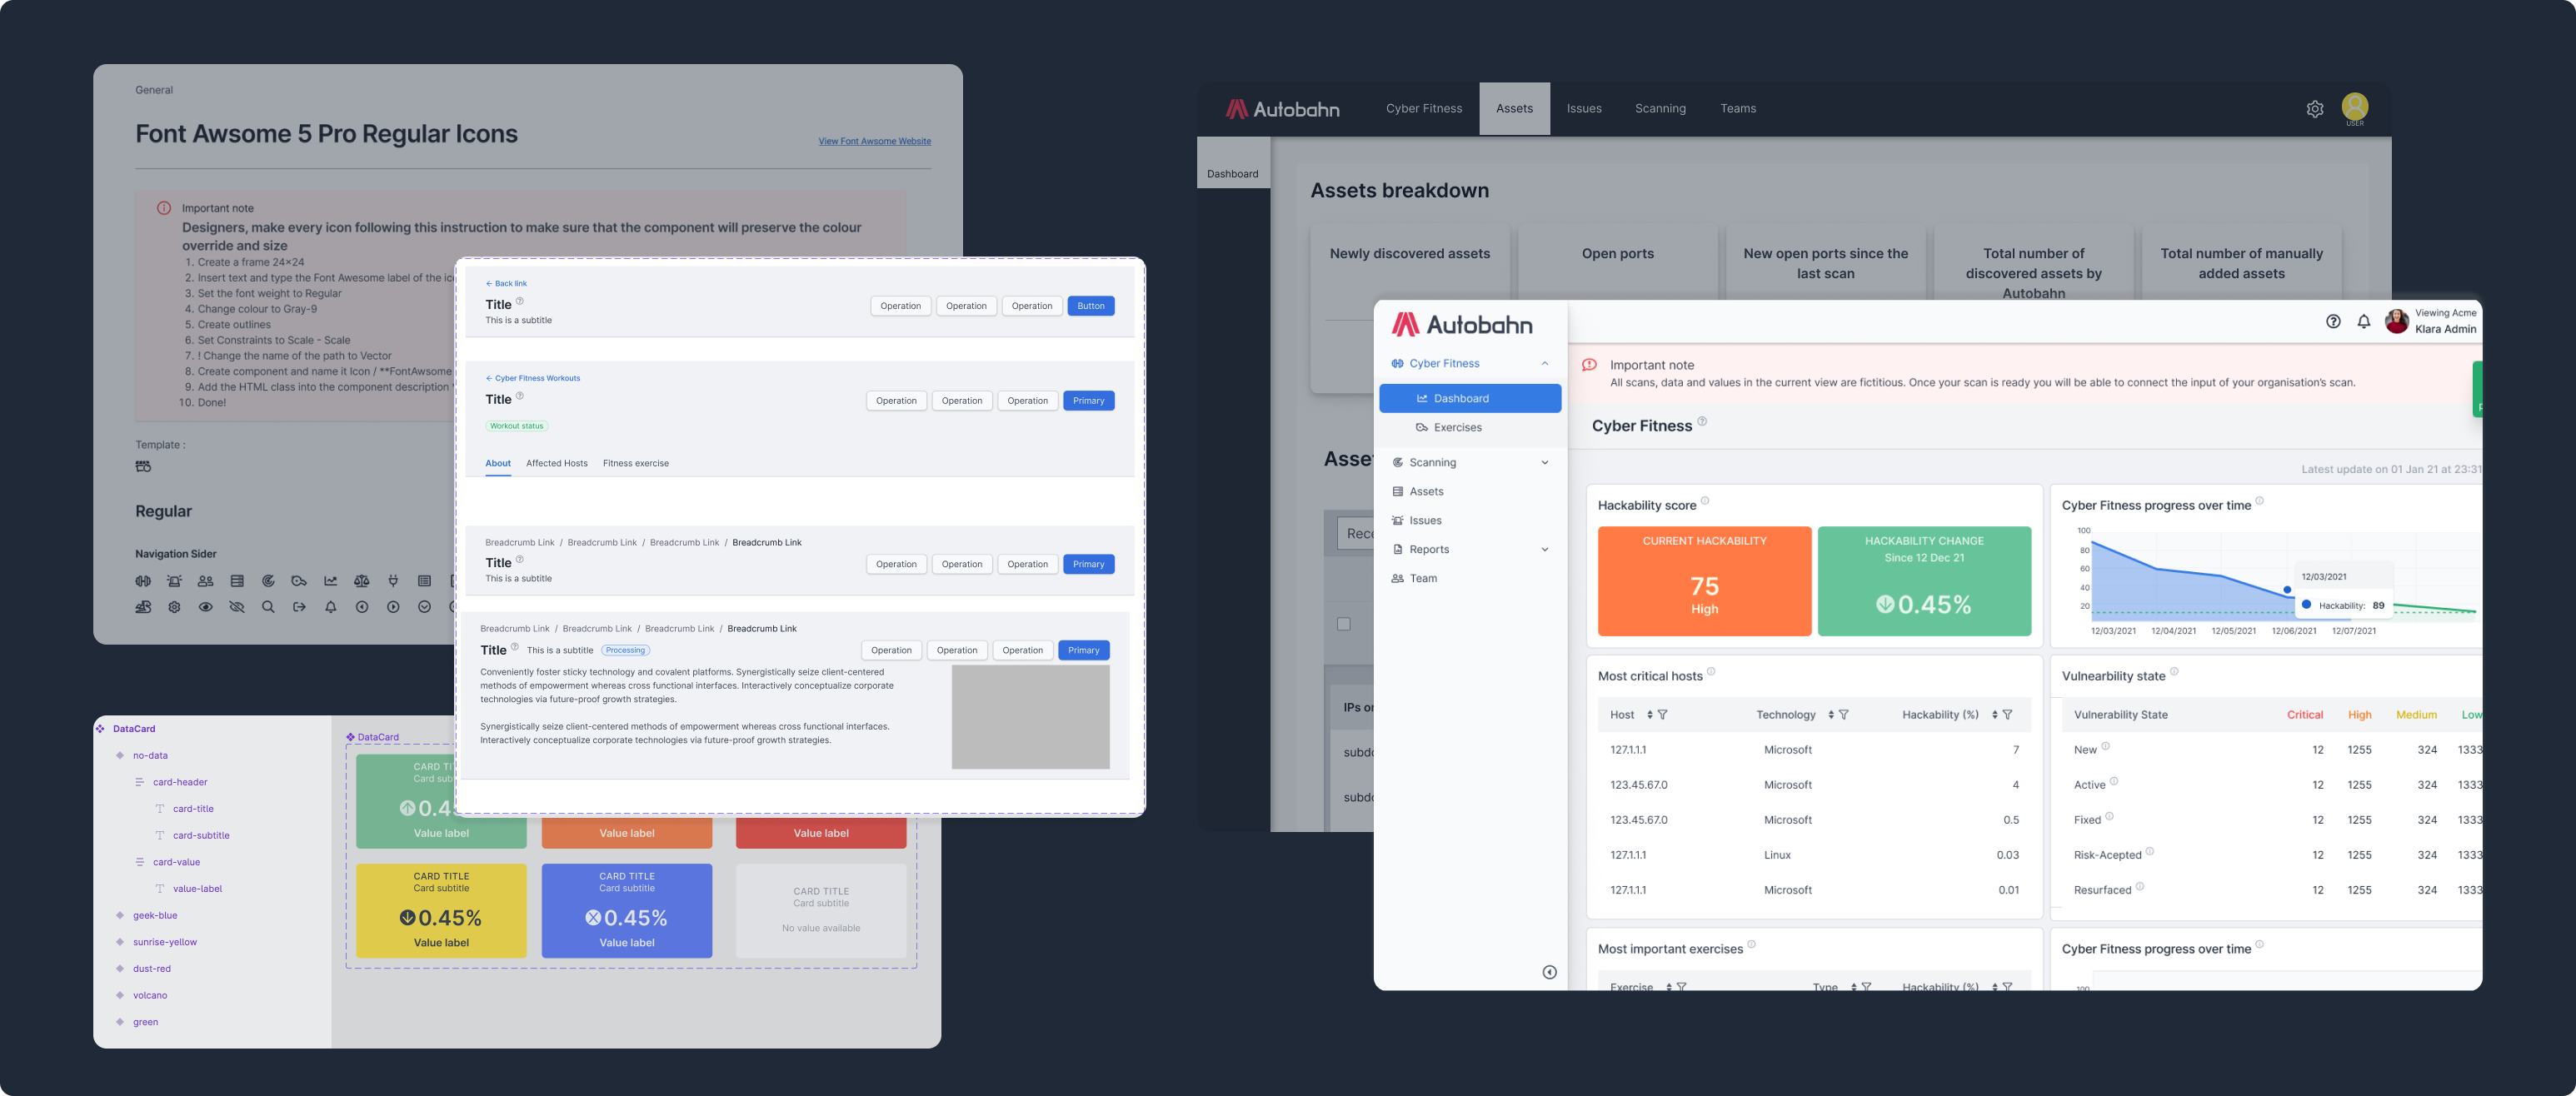 General
Font Awsome 5 Pro Regular Icons
View Font Awsome Website
Important note
Designers, make every icon following this instruction to make sure that the component will preserve the colour
override and size
1. Create a frame 24×24
2. Insert text and type the Font Awesome label of the
3. Set the font weight to Regular
4. Change colour to Gray-9
5. Create outlines
6. Set Constraints to Scale - Scale
7. ! Change the name of the path to Vector
8. Create component and name it Icon / **FontAwsome
9. Add the HTML class into the component description
10. Done!
Template :
Regular
Navigation Sider
← Back link
Title
This is a subtitle
Operation Operation Operation Button
← Cyber Fitness Workouts
Title
Operation Operation Operation Primary
Workout status
About Affected Hosts Fitness exercise
Breadcrumb Link / Breadcrumb Link / Breadcrumb Link / Breadcrumb Link
Title
This is a subtitle
Operation Operation Operation Primary
Breadcrumb Link / Breadcrumb Link / Breadcrumb Link / Breadcrumb Link
Title This is a subtitle Processing
Operation Operation Operation Primary
Conveniently foster sticky technology and covalent platforms. Synergistically seize client-centered
methods of empowerment whereas cross functional interfaces. Interactively conceptualize corporate
technologies via future-proof growth strategies.
Synergistically seize client-centered methods of empowerment whereas cross functional interfaces.
Interactively conceptualize corporate technologies via future-proof growth strategies.
DataCard
no-data
card-header
card-title
card-subtitle
card-value
value-label
geek-blue
sunrise-yellow
dust-red
volcano
green
DataCard
CARD
Card
0.4
Value label
Value label
Value label
CARD TITLE
Card subtitle
0.45%
Value label
CARD TITLE
Card subtitle
0.45%
Value label
CARD TITLE
Card subtitle
No value available
Autobahn
Cyber Fitness Assets Issues Scanning Teams
USER
Dashboard
Assets breakdown
Newly discovered assets
Open ports
New open ports since the
last scan
Total number of
discovered assets by
Autobahn
Total number of manually
added assets
Asse
Rece
IPs or
subdo
subdo
Autobahn
Cyber Fitness
Dashboard
Exercises
Scanning
Assets
Issues
Reports
Team
Viewing Acme
Klara Admin
Important note
All scans, data and values in the current view are fictitious. Once your scan is ready you will be able to connect the input of your organisation's scan.
Cyber Fitness
Latest update on 01 Jan 21 at 23:31
Hackability score
CURRENT HACKABILITY
75
High
HACKABILITY CHANGE
Since 12 Dec 21
0.45%
Cyber Fitness progress over time
100
80
60
40
20
12/03/2021
Hackability: 89
12/03/2021 12/04/2021 12/05/2021 12/06/2021 12/07/2021
Most critical hosts
Host Technology Hackability (%)
127.1.1.1 Microsoft 7
123.45.67.0 Microsoft 4
123.45.67.0 Microsoft 0.5
127.1.1.1 Linux 0.03
127.1.1.1 Microsoft 0.01
Vulnearbility state
Vulnerability State Critical High Medium Low
New 12 1255 324 1333
Active 12 1255 324 1333
Fixed 12 1255 324 1333
Risk-Acepted 12 1255 324 1333
Resurfaced 12 1255 324 1333
Most important exercises
Exercise Type Hackability (%)
Cyber Fitness progress over time
100